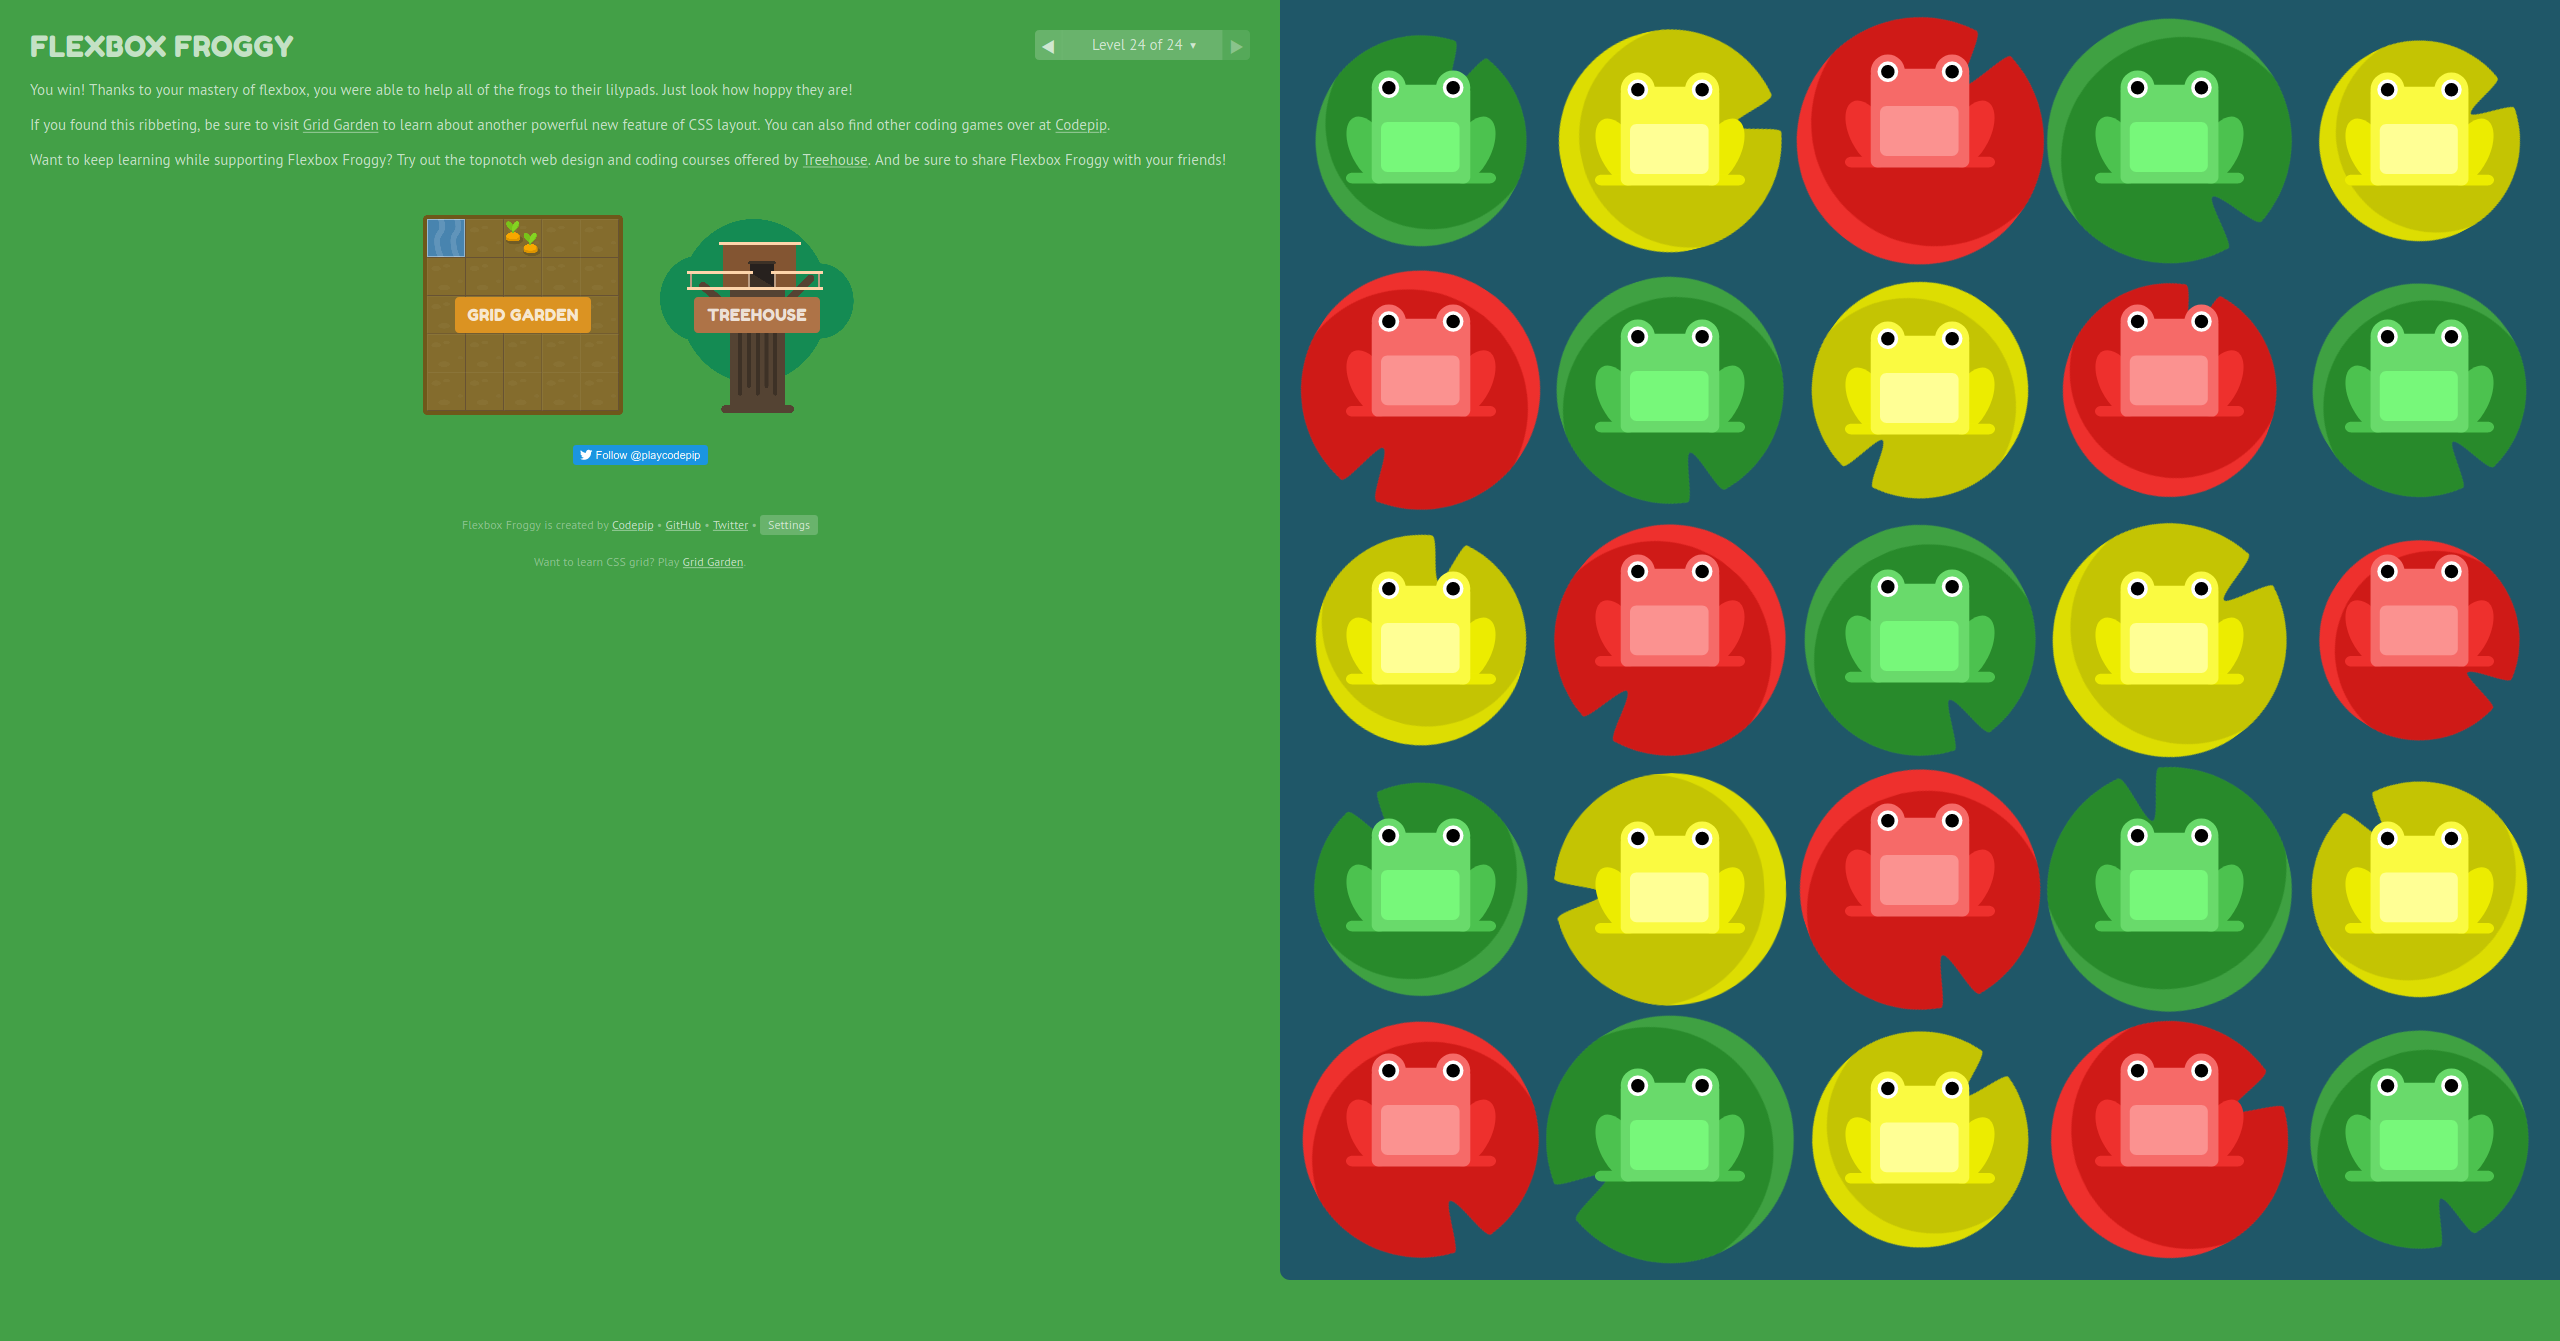 FLEXBOX FROGGY
◀ Level 24 of 24 ▾ ▶
You win! Thanks to your mastery of flexbox, you were able to help all of the frogs to their lilypads. Just look how hoppy they are!
If you found this ribbeting, be sure to visit Grid Garden to learn about another powerful new feature of CSS layout. You can also find other coding games over at Codepip.
Want to keep learning while supporting Flexbox Froggy? Try out the topnotch web design and coding courses offered by Treehouse. And be sure to share Flexbox Froggy with your friends!
GRID GARDEN
TREEHOUSE
Follow @playcodepip
Flexbox Froggy is created by Codepip • GitHub • Twitter • Settings
Want to learn CSS grid? Play Grid Garden.